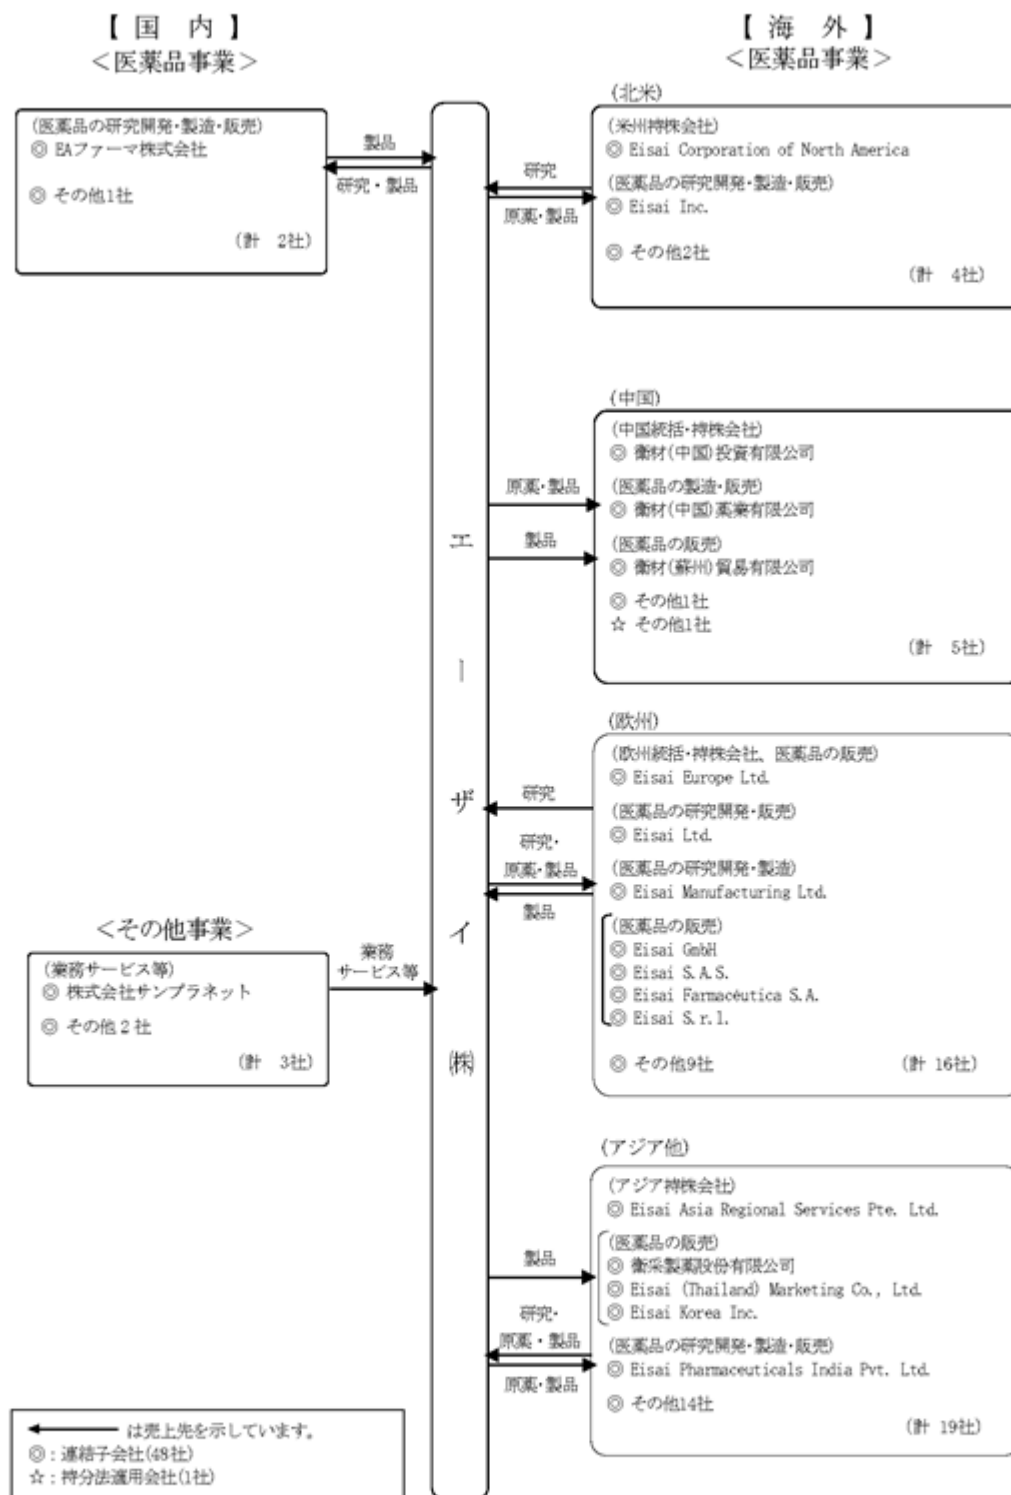 【 国 内 】
＜医薬品事業＞
(医薬品の研究開発・製造・販売)
◎ EAファーマ株式会社
◎ その他1社
(計 2社)
製品
研究・製品
＜その他事業＞
(業務サービス等)
◎ 株式会社サンプラネット
◎ その他２社
(計 3社)
業務
サービス等
エーザイ㈱
【 海 外 】
＜医薬品事業＞
(北米)
(米州持株会社)
◎ Eisai Corporation of North America
(医薬品の研究開発・製造・販売)
◎ Eisai Inc.
◎ その他2社
(計 4社)
研究
原薬・製品
(中国)
(中国統括・持株会社)
◎ 衛材(中国)投資有限公司
(医薬品の製造・販売)
◎ 衛材(中国)薬業有限公司
(医薬品の販売)
◎ 衛材(蘇州)貿易有限公司
◎ その他1社
☆ その他1社
(計 5社)
原薬・製品
製品
(欧州)
(欧州統括・持株会社、医薬品の販売)
◎ Eisai Europe Ltd.
(医薬品の研究開発・販売)
◎ Eisai Ltd.
(医薬品の研究開発・製造)
◎ Eisai Manufacturing Ltd.
(医薬品の販売)
◎ Eisai GmbH
◎ Eisai S.A.S.
◎ Eisai Farmacéutica S.A.
◎ Eisai S.r.l.
◎ その他9社
(計 16社)
研究
研究・
原薬・製品
製品
(アジア他)
(アジア持株会社)
◎ Eisai Asia Regional Services Pte. Ltd.
(医薬品の販売)
◎ 衛采製薬股份有限公司
◎ Eisai (Thailand) Marketing Co., Ltd.
◎ Eisai Korea Inc.
(医薬品の研究開発・製造・販売)
◎ Eisai Pharmaceuticals India Pvt. Ltd.
◎ その他14社
(計 19社)
製品
研究・
原薬・製品
原薬・製品
は売上先を示しています。
◎：連結子会社(48社)
☆：持分法適用会社(1社)